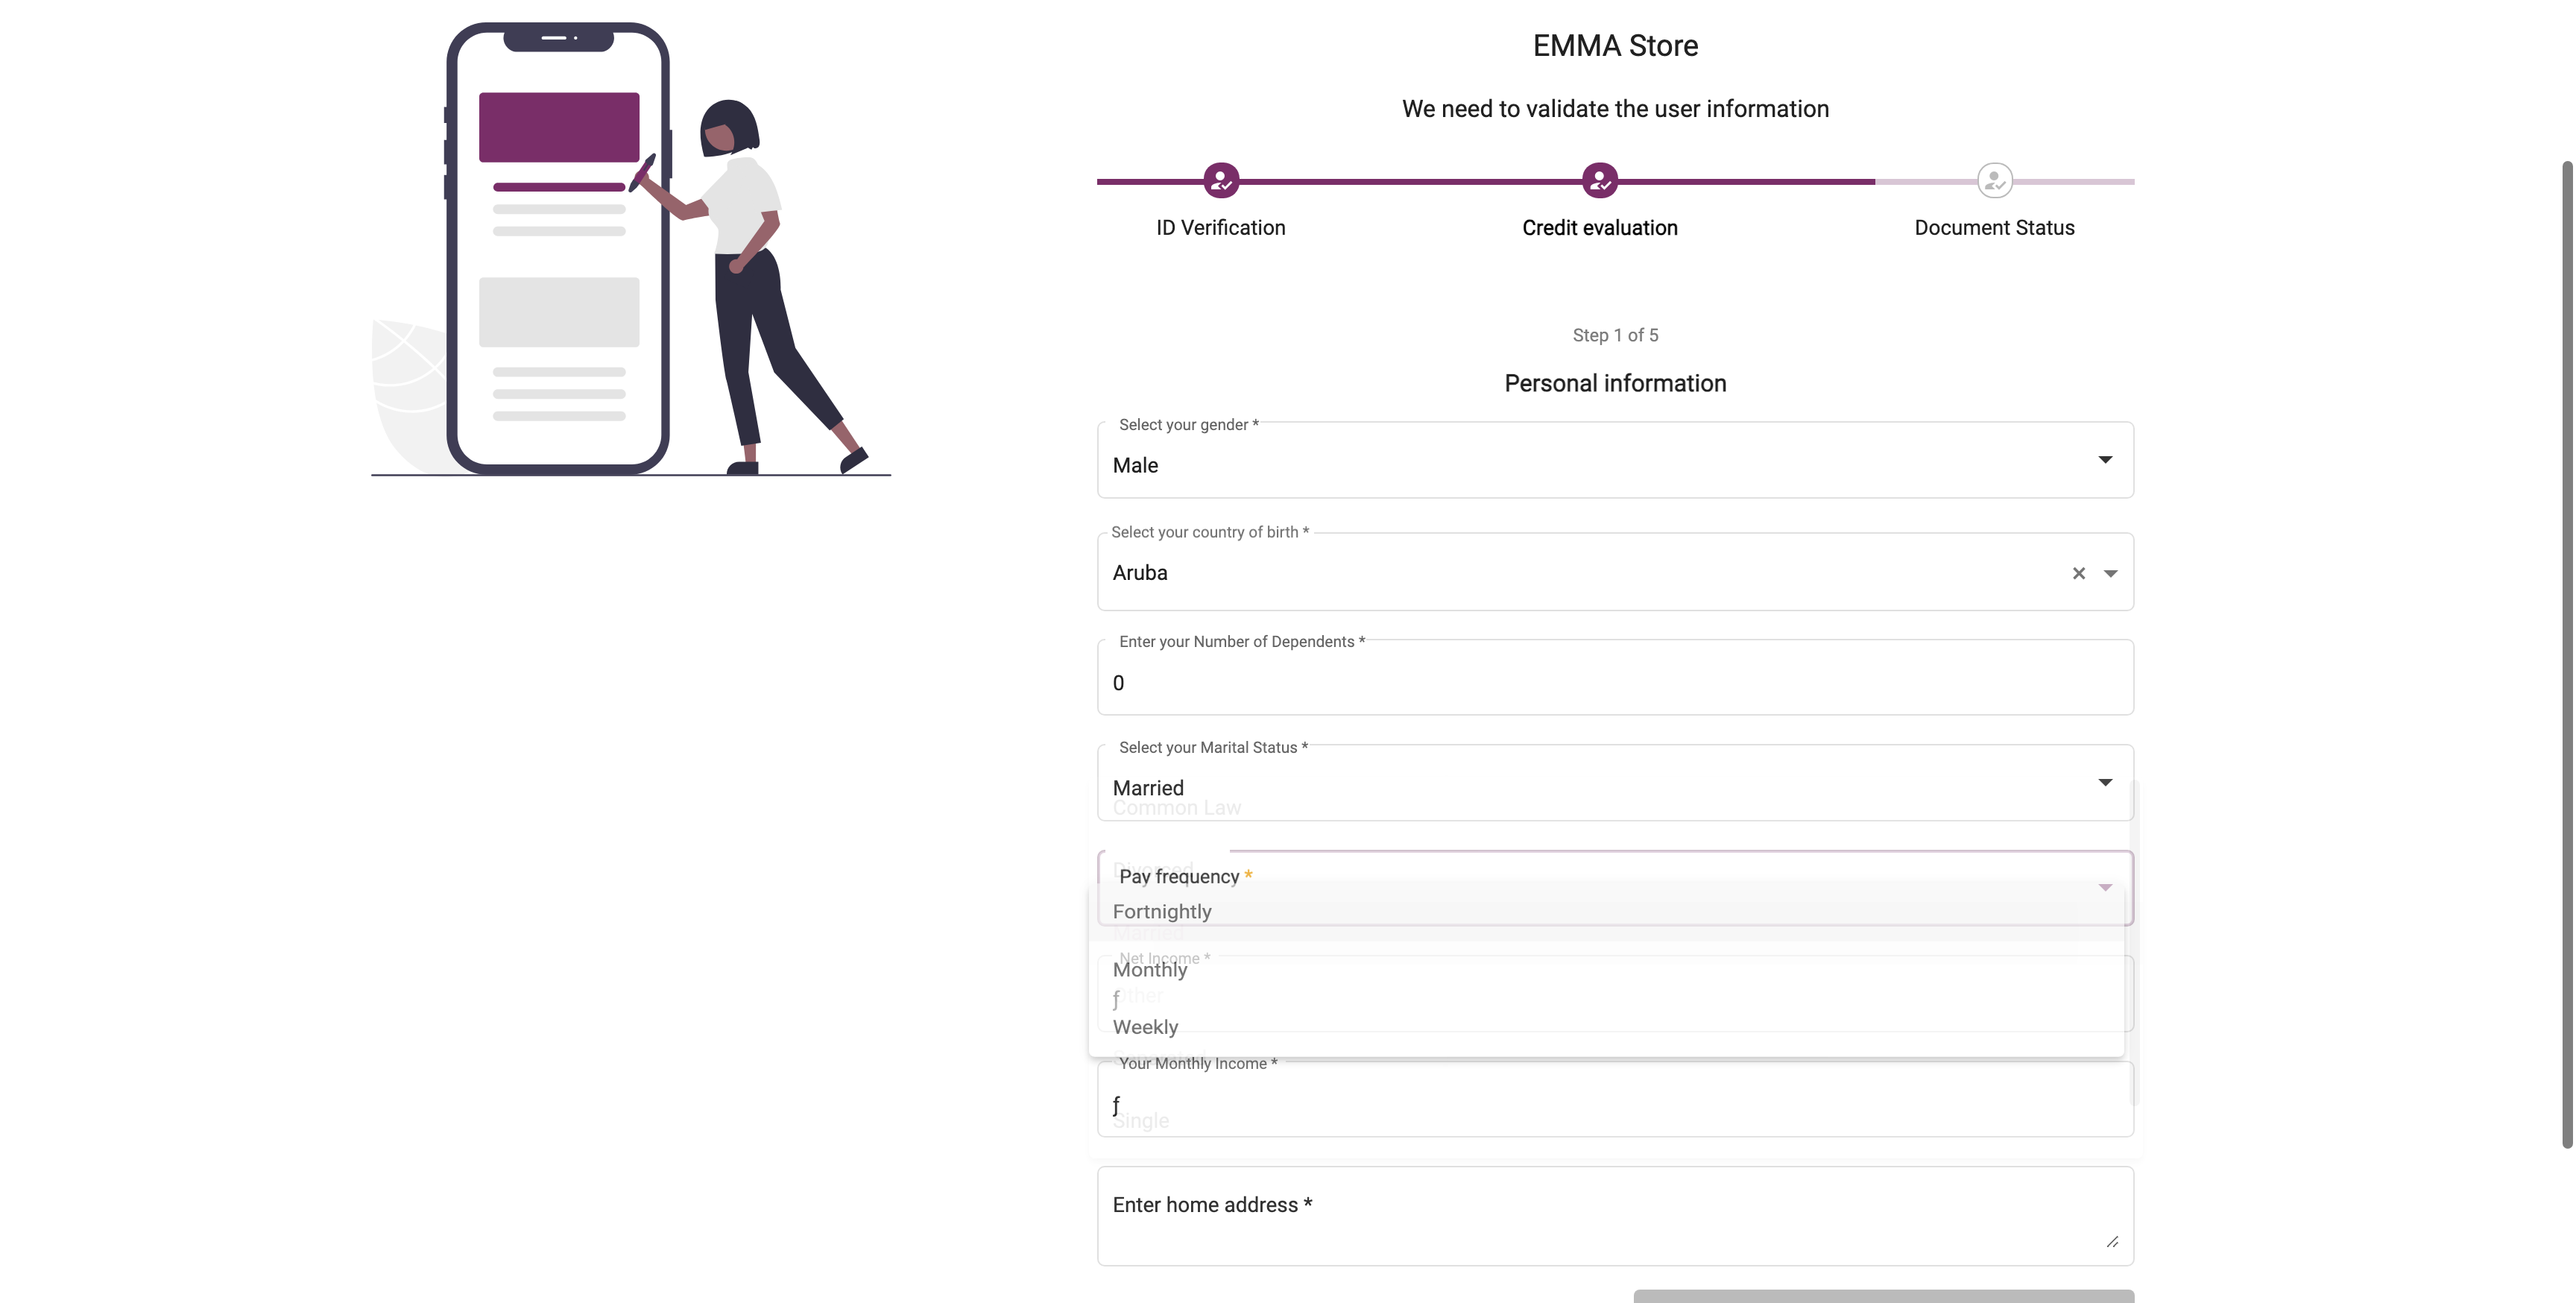 EMMA Store
We need to validate the user information
ID Verification
Credit evaluation
Document Status
Step 1 of 5
Personal information
Select your gender *
Male
Select your country of birth *
Aruba
Enter your Number of Dependents *
0
Select your Marital Status *
Married
Common Law
Divorced
Pay frequency *
Fortnightly
Married
Net Income *
Monthly
ƒ
Other
Weekly
Your Monthly Income *
ƒ
Single
Enter home address *